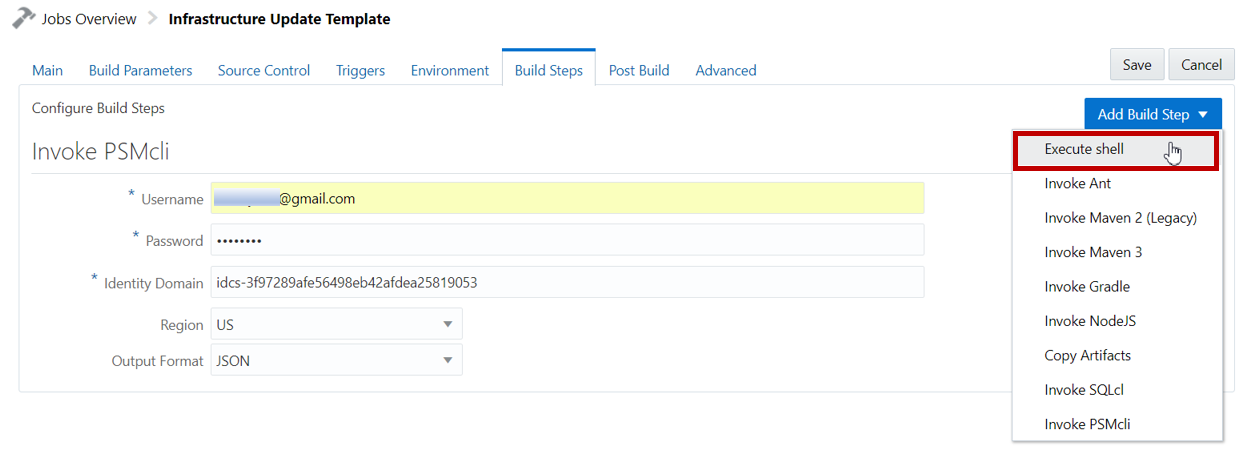 Jobs Overview > Infrastructure Update Template
Main Build Parameters Source Control Triggers Environment Build Steps Post Build Advanced Save Cancel
Configure Build Steps
Add Build Step
Invoke PSMcli
* Username @gmail.com
* Password ••••••••
* Identity Domain idcs-3f97289afe56498eb42afdea25819053
Region US
Output Format JSON
Execute shell
Invoke Ant
Invoke Maven 2 (Legacy)
Invoke Maven 3
Invoke Gradle
Invoke NodeJS
Copy Artifacts
Invoke SQLcl
Invoke PSMcli